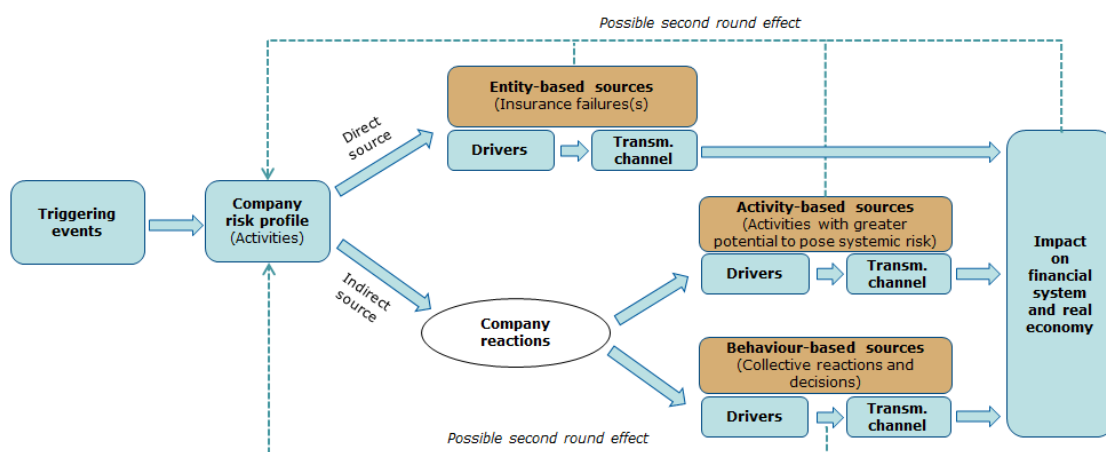 Possible second round effect
Entity-based sources
(Insurance failures(s)
Drivers
Transm.
channel
Direct
source
Triggering
events
Company
risk profile
(Activities)
Indirect
source
Company
reactions
Activity-based sources
(Activities with greater
potential to pose systemic risk)
Drivers
Transm.
channel
Behaviour-based sources
(Collective reactions and
decisions)
Drivers
Transm.
channel
Impact
on
financial
system
and real
economy
Possible second round effect